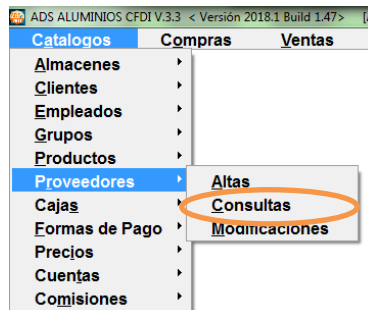 ADS ALUMINIOS CFDI V.3.3 < Versión 2018.1 Build 1.47> [
Catalogos Compras Ventas
Almacenes
Clientes
Empleados
Grupos
Productos
Proveedores Altas
Cajas Consultas
Formas de Pago Modificaciones
Precios
Cuentas
Comisiones